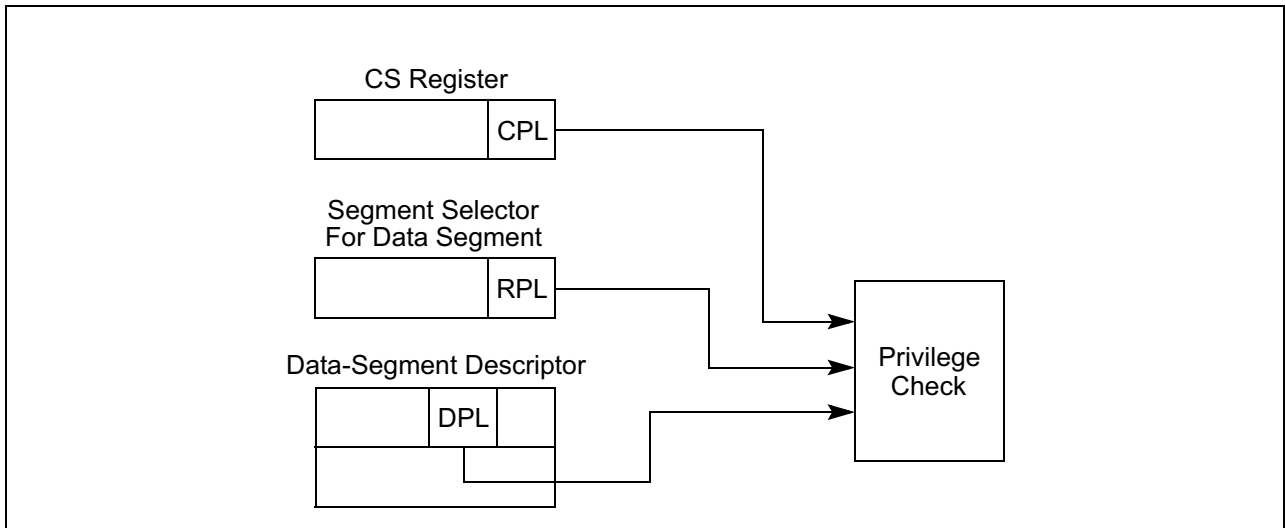 CS Register
CPL
Segment Selector
For Data Segment
RPL
Data-Segment Descriptor
DPL
Privilege
Check